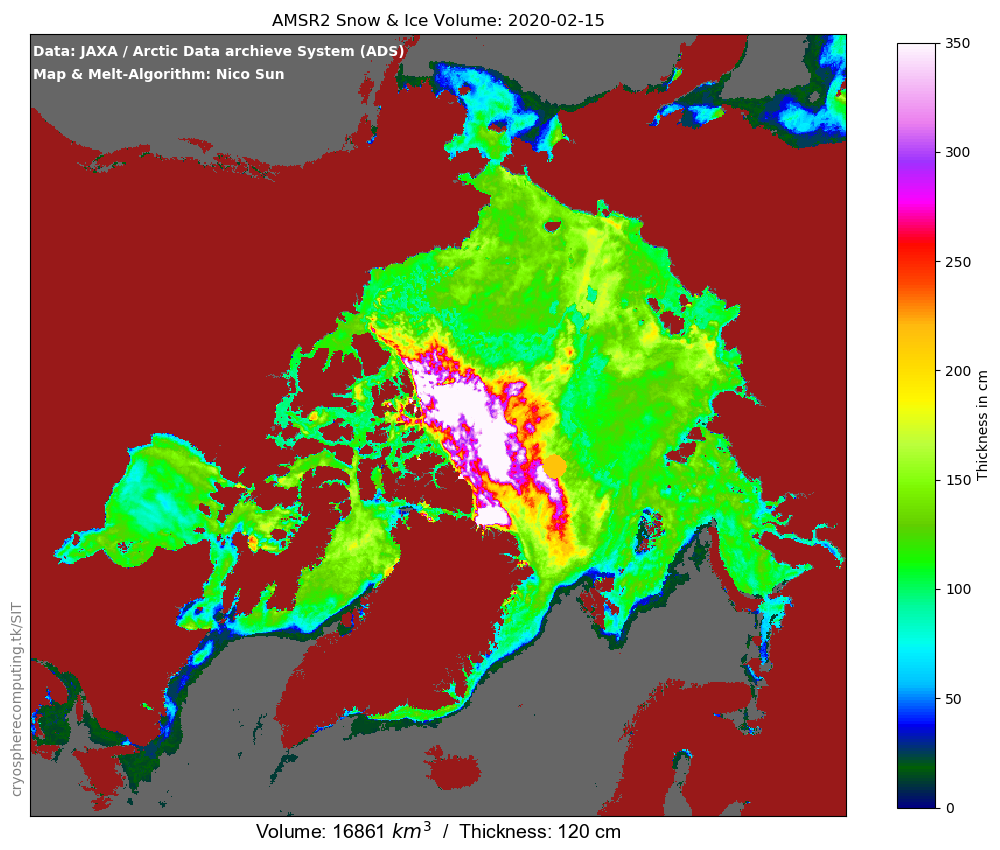 AMSR2 Snow & Ice Volume: 2020-02-15
Data: JAXA / Arctic Data archieve System (ADS)
Map & Melt-Algorithm: Nico Sun
350
300
250
200
150
100
50
0
Thickness in cm
cryospherecomputing.tk/SIT
Volume: 16861 km³ / Thickness: 120 cm